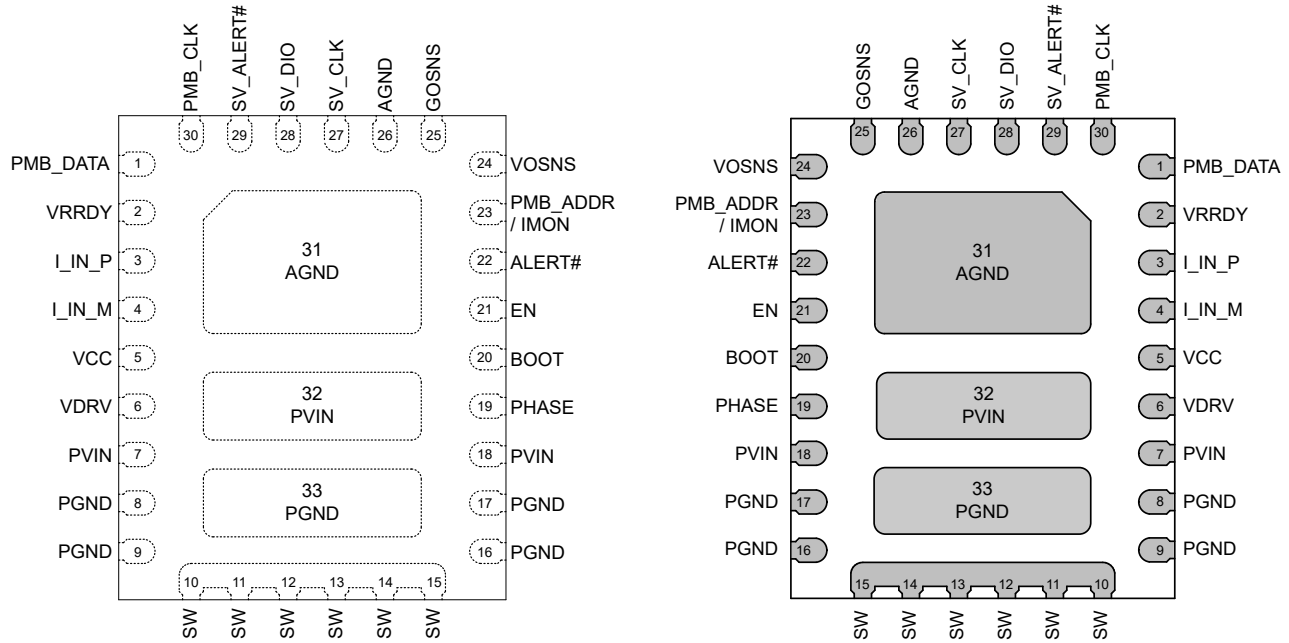 PMB_CLK
SV_ALERT#
SV_DIO
SV_CLK
AGND
GOSNS
30
29
28
27
26
25
PMB_DATA
1
VRRDY
2
I_IN_P
3
I_IN_M
4
VCC
5
VDRV
6
PVIN
7
PGND
8
PGND
9
31
AGND
32
PVIN
33
PGND
24
VOSNS
23
PMB_ADDR
/ IMON
22
ALERT#
21
EN
20
BOOT
19
PHASE
18
PVIN
17
PGND
16
PGND
10
11
12
13
14
15
SW
SW
SW
SW
SW
SW
GOSNS
AGND
SV_CLK
SV_DIO
SV_ALERT#
PMB_CLK
25
26
27
28
29
30
VOSNS
24
PMB_ADDR
/ IMON
23
ALERT#
22
EN
21
BOOT
20
PHASE
19
PVIN
18
PGND
17
PGND
16
31
AGND
32
PVIN
33
PGND
1
PMB_DATA
2
VRRDY
3
I_IN_P
4
I_IN_M
5
VCC
6
VDRV
7
PVIN
8
PGND
9
PGND
15
14
13
12
11
10
SW
SW
SW
SW
SW
SW